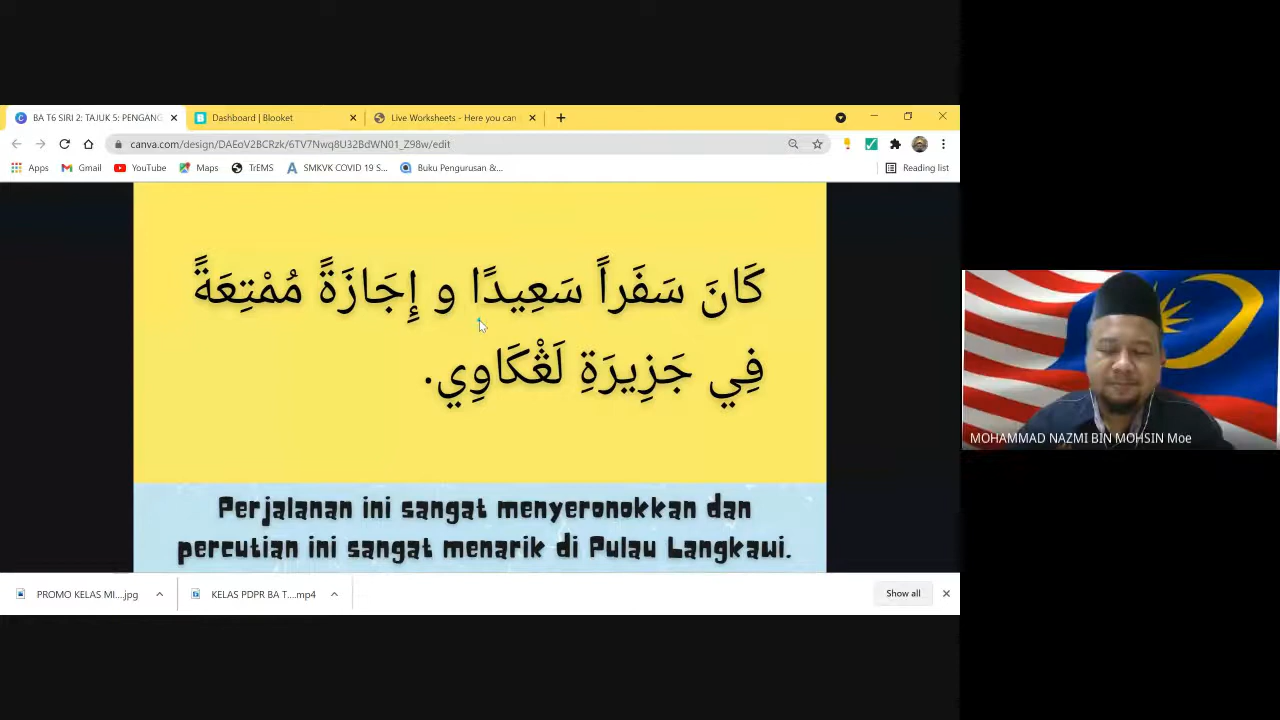 BA T6 SIRI 2: TAJUK 5: PENGANG
Dashboard | Blooket
Live Worksheets - Here you can
canva.com/design/DAEoV2BCRzk/6TV7Nwq8U32BdWN01_Z98w/edit
Apps Gmail YouTube Maps TrEMS SMKVK COVID 19 S... Buku Pengurusan &... Reading list
كَانَ سَفَراً سَعِيدًا و إِجَازَةً مُمْتِعَةً
فِي جَزِيرَةِ لَڠْكَاوِي.
Perjalanan ini sangat menyeronokkan dan
percutian ini sangat menarik di Pulau Langkawi.
MOHAMMAD NAZMI BIN MOHSIN Moe
PROMO KELAS MI....jpg
KELAS PDPR BA T....mp4
Show all